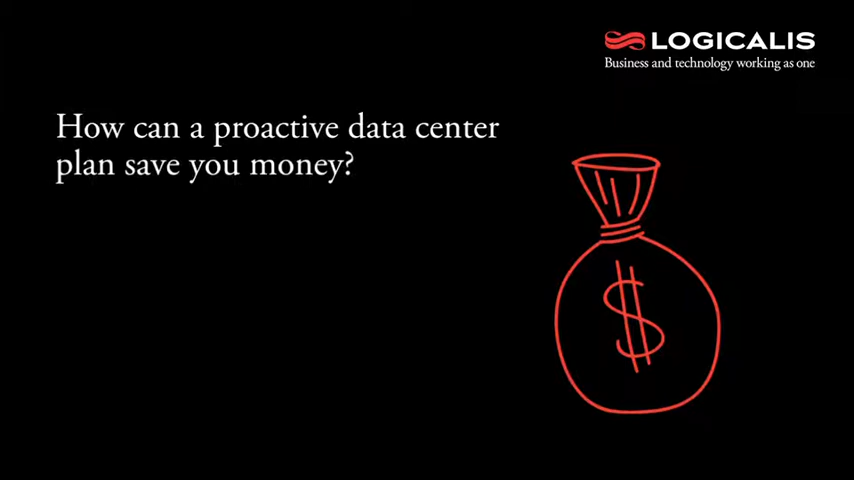 LOGICALIS
Business and technology working as one
How can a proactive data center
plan save you money?
$